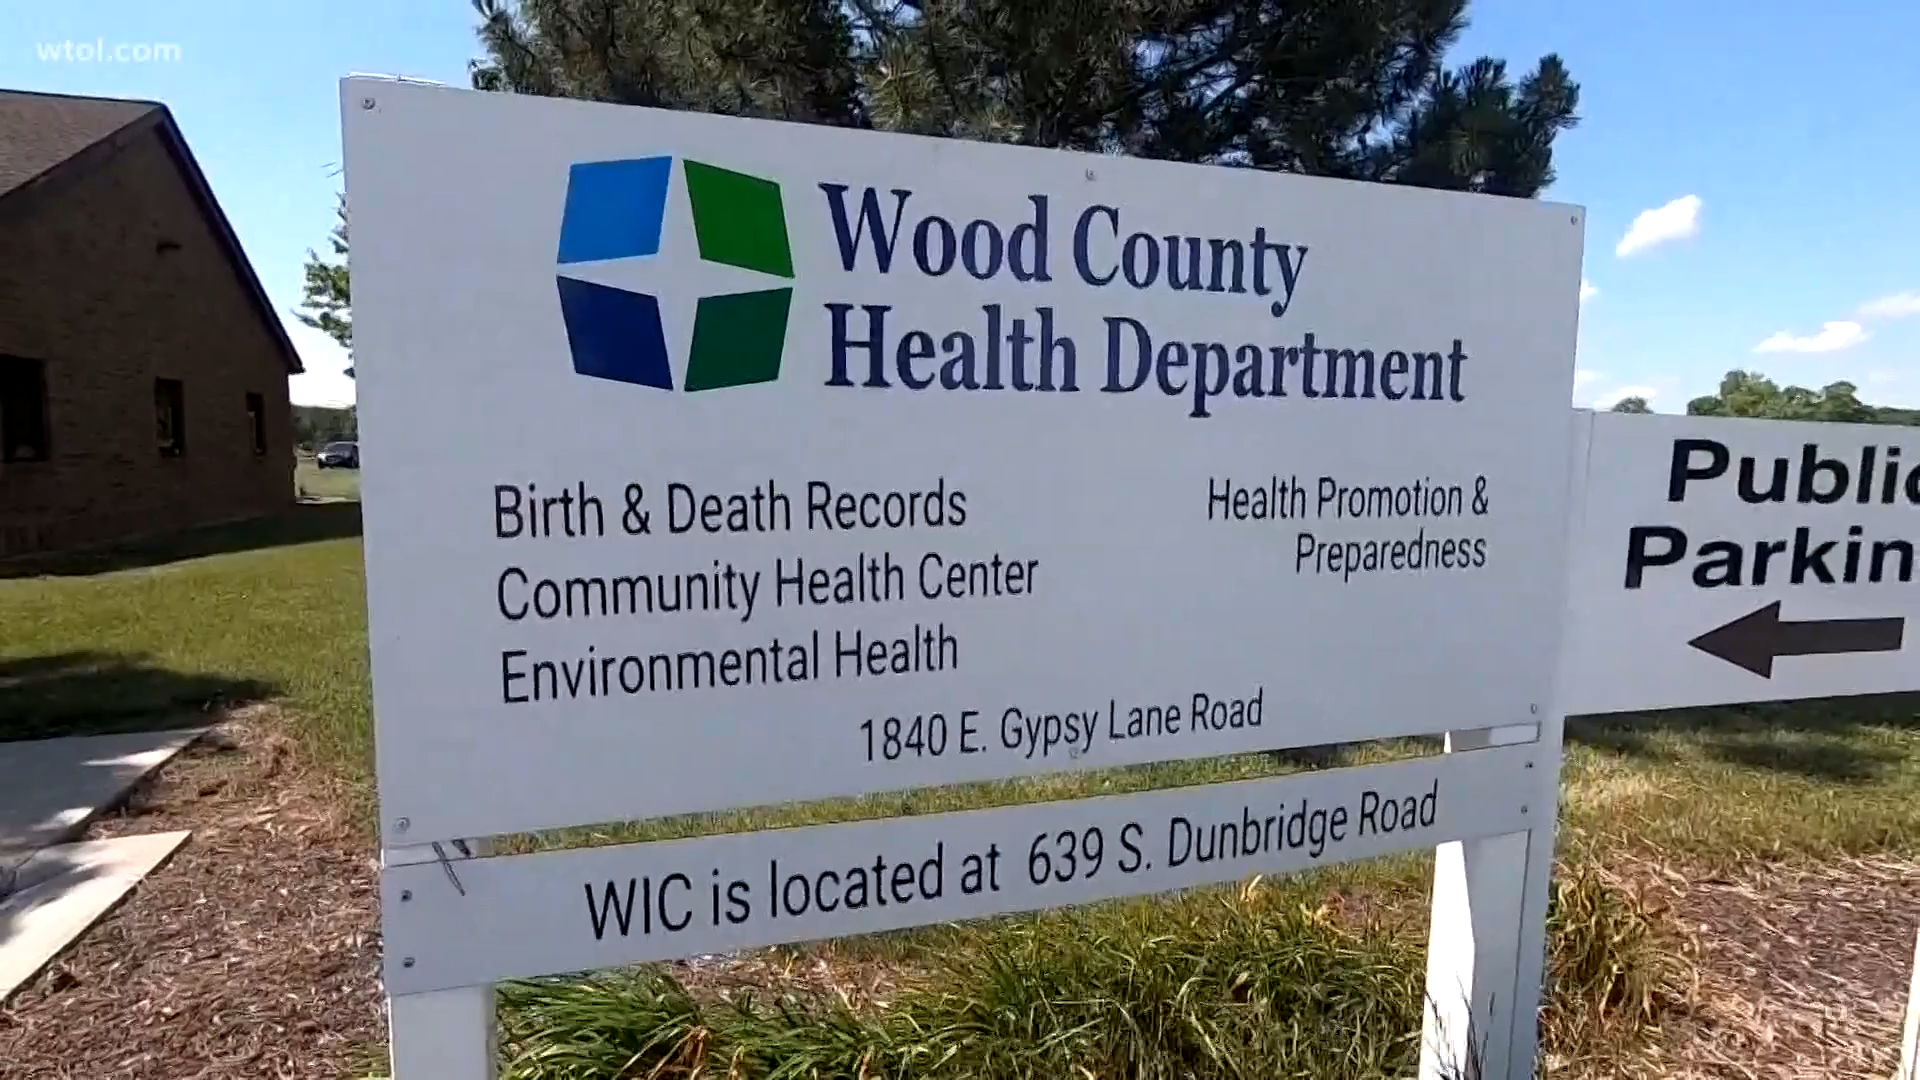 wtol.com
Wood County
Health Department
Birth & Death Records
Community Health Center
Environmental Health
Health Promotion &
Preparedness
1840 E. Gypsy Lane Road
WIC is located at 639 S. Dunbridge Road
Public
Parkin